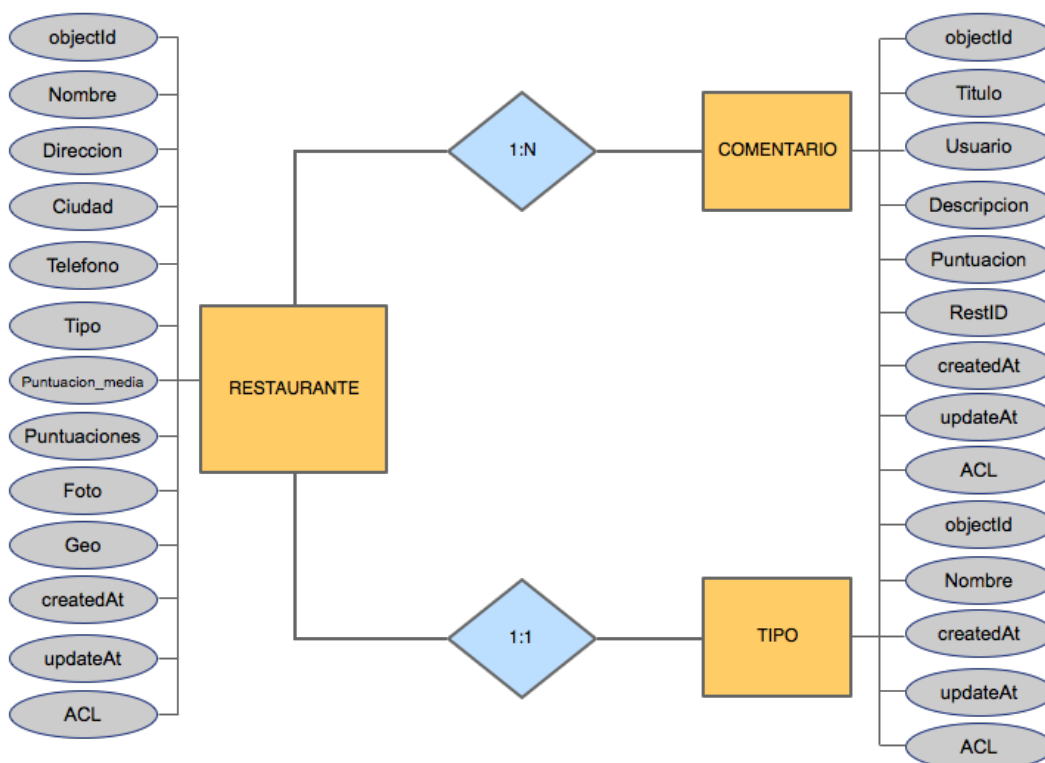 objectId
Nombre
Direccion
Ciudad
Telefono
Tipo
Puntuacion_media
Puntuaciones
Foto
Geo
createdAt
updateAt
ACL
RESTAURANTE
1:N
1:1
COMENTARIO
TIPO
objectId
Titulo
Usuario
Descripcion
Puntuacion
RestID
createdAt
updateAt
ACL
objectId
Nombre
createdAt
updateAt
ACL